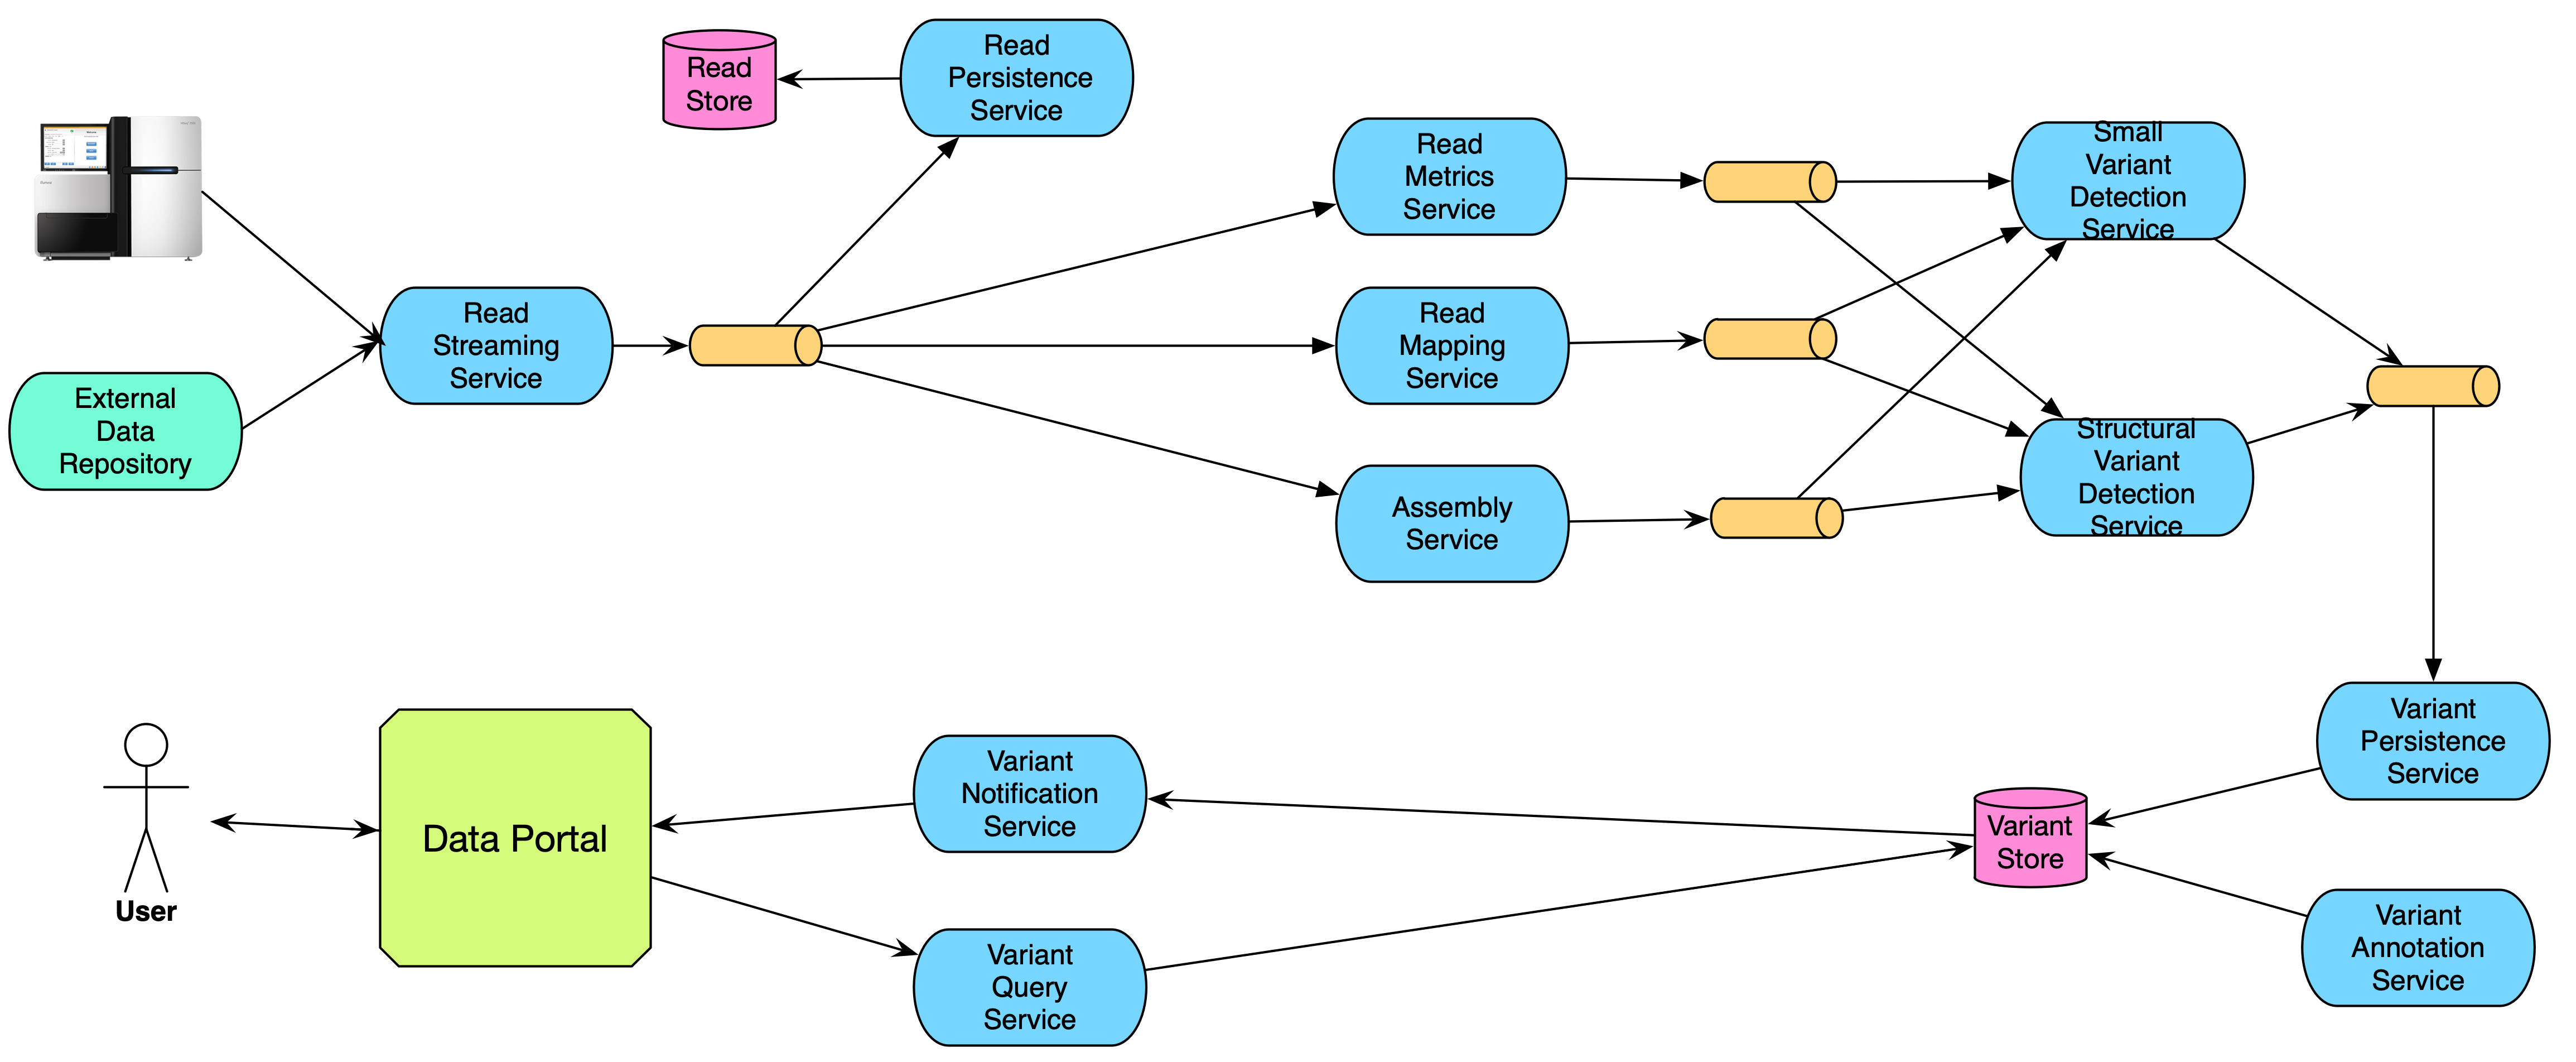 Read
Store
Read
Persistence
Service
Read
Metrics
Service
Small
Variant
Detection
Service
Read
Streaming
Service
Read
Mapping
Service
External
Data
Repository
Structural
Variant
Detection
Service
Assembly
Service
Variant
Persistence
Service
Variant
Notification
Service
Data Portal
Variant
Store
User
Variant
Query
Service
Variant
Annotation
Service